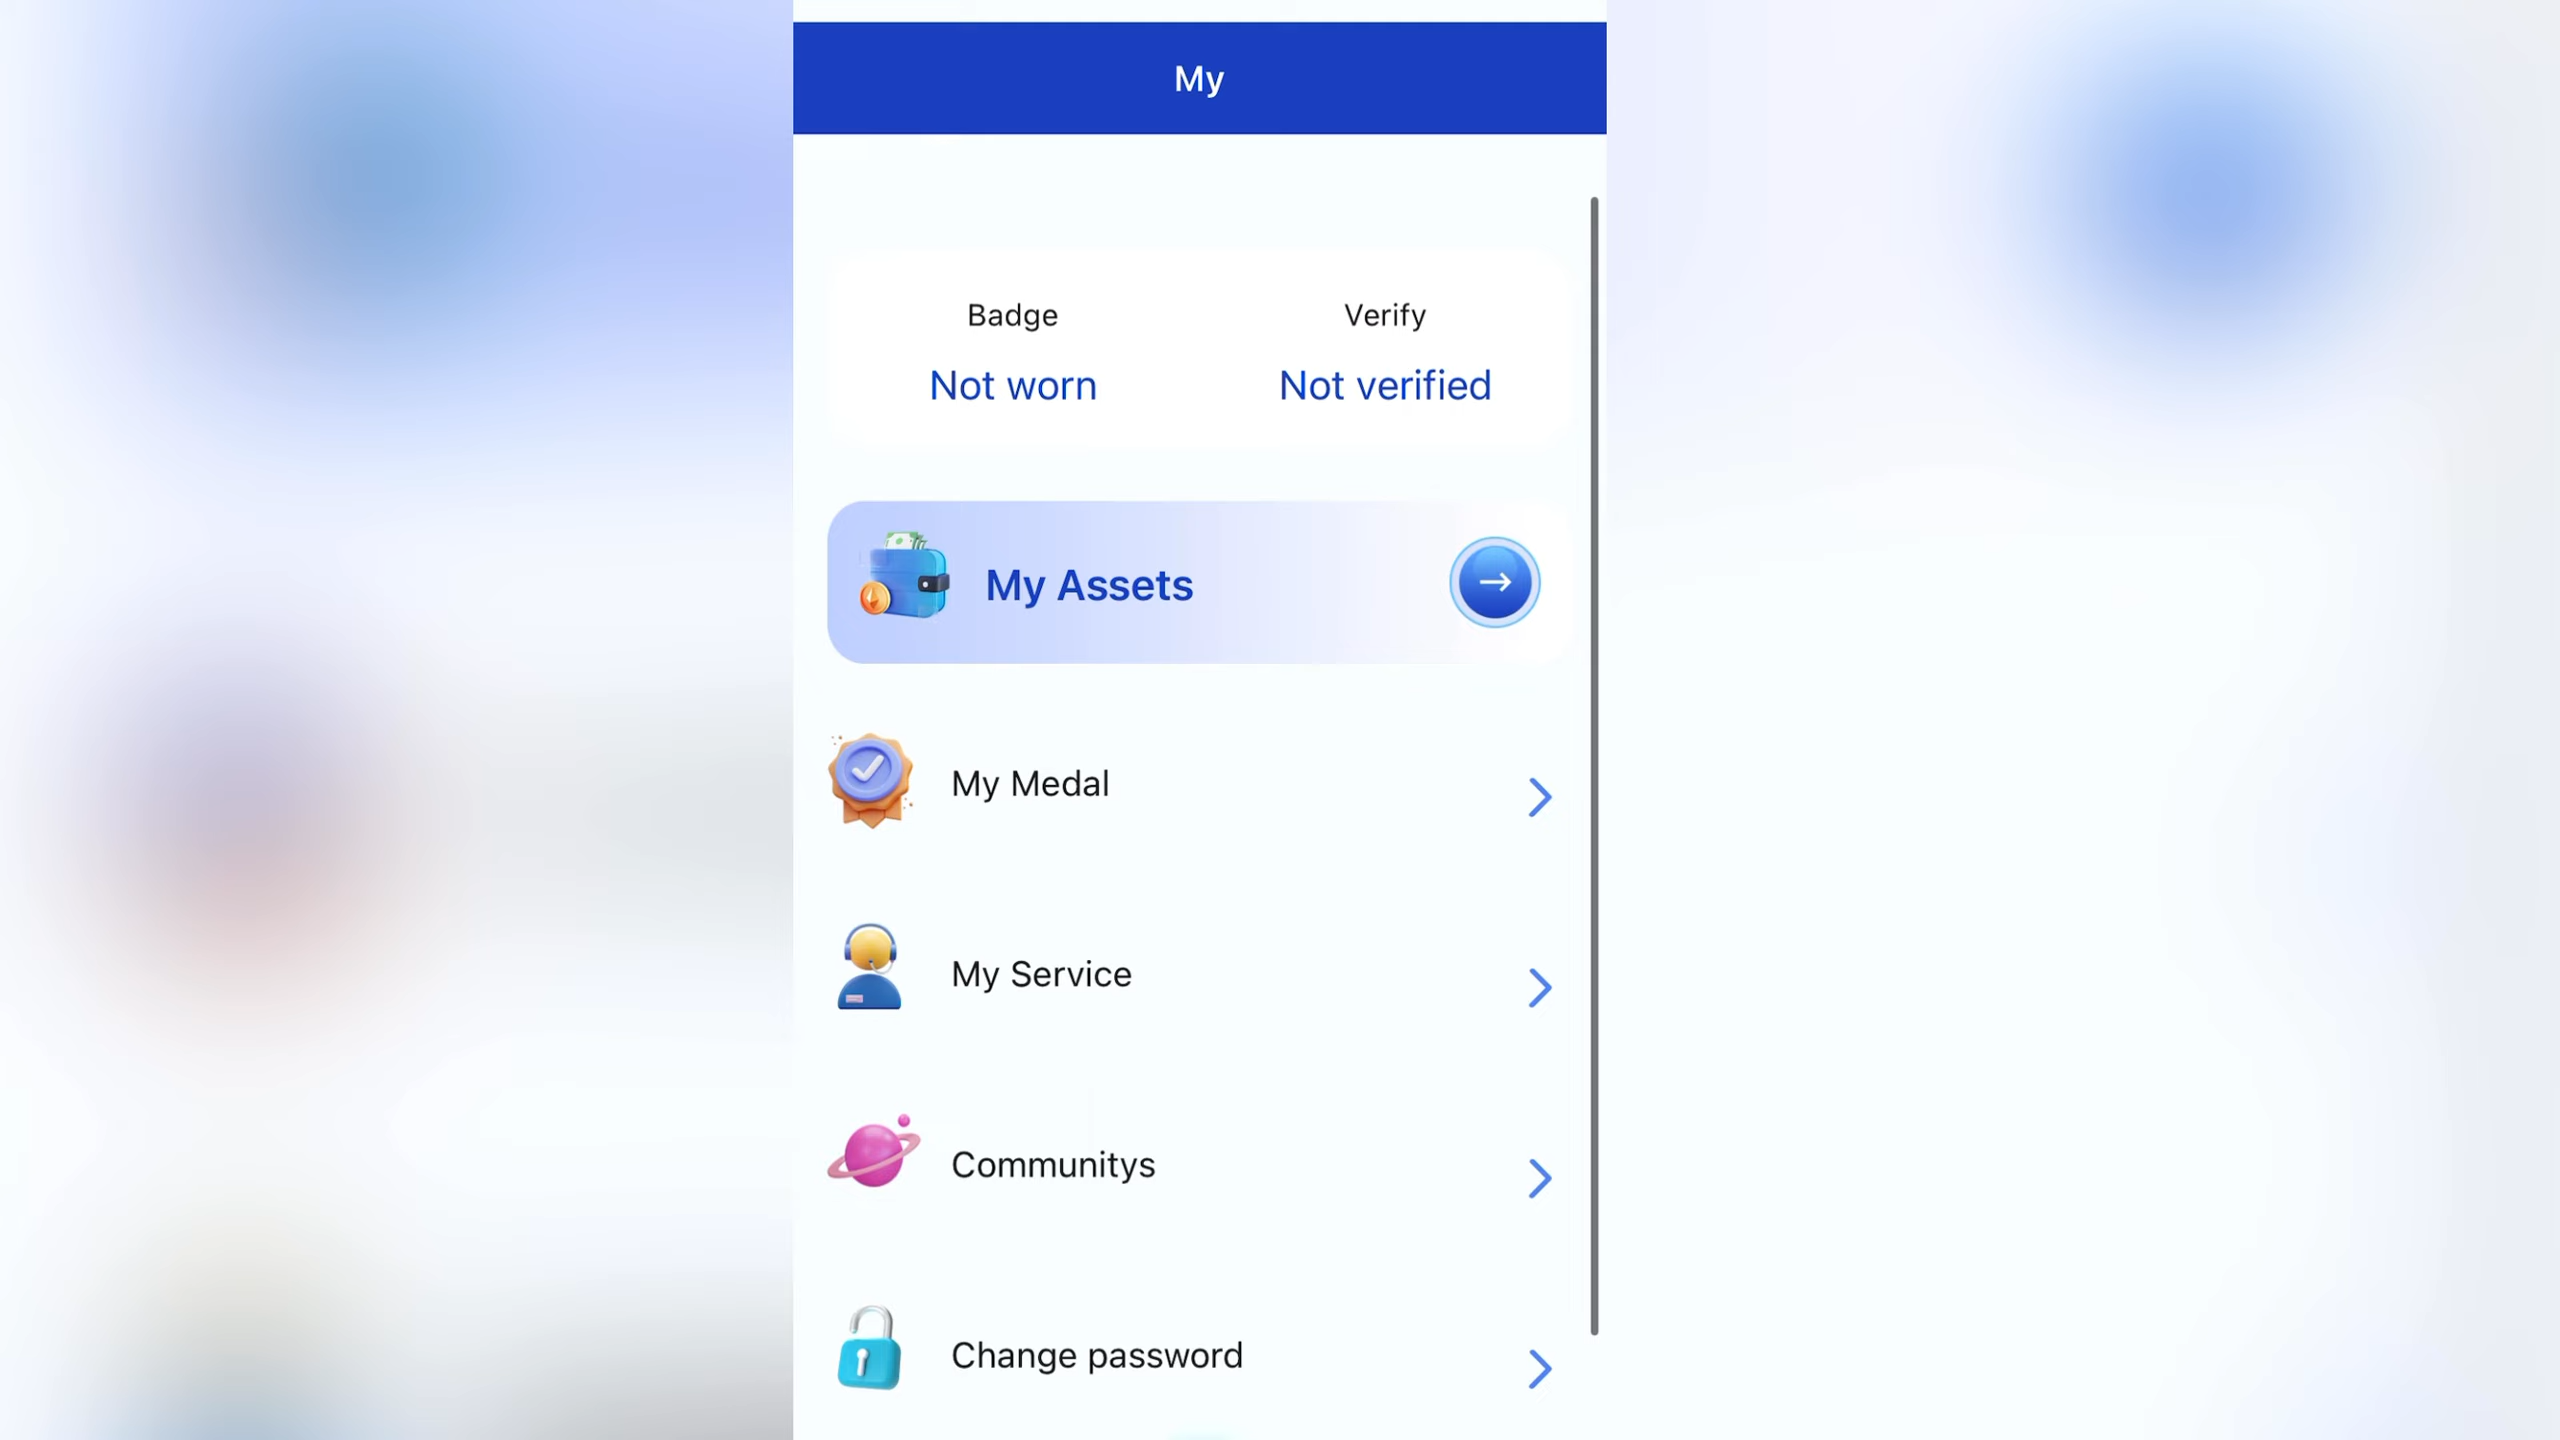 My
Badge
Verify
Not worn
Not verified
My Assets
My Medal
My Service
Communitys
Change password